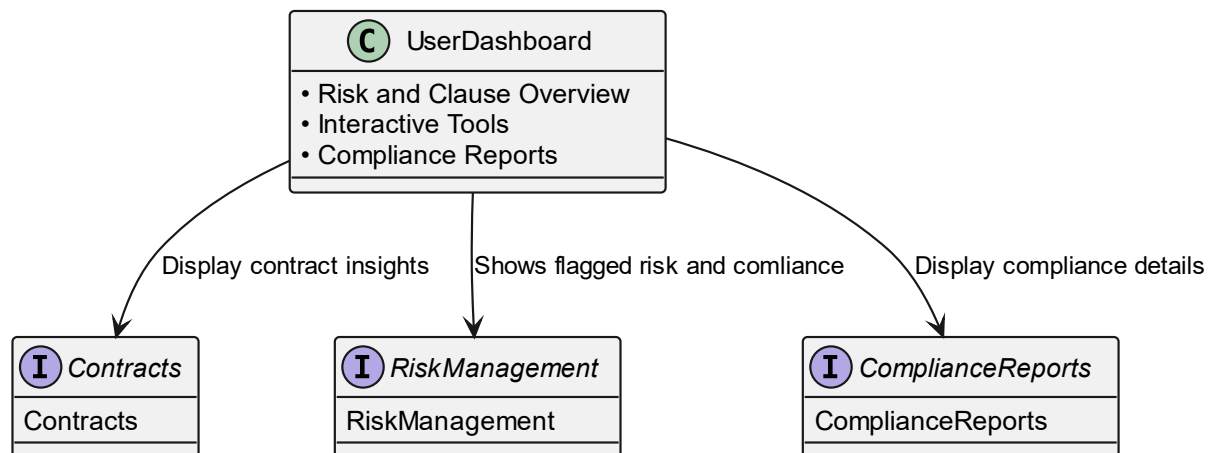 C UserDashboard
• Risk and Clause Overview
• Interactive Tools
• Compliance Reports
Display contract insights
Shows flagged risk and comliance
Display compliance details
I Contracts
Contracts
I RiskManagement
RiskManagement
I ComplianceReports
ComplianceReports